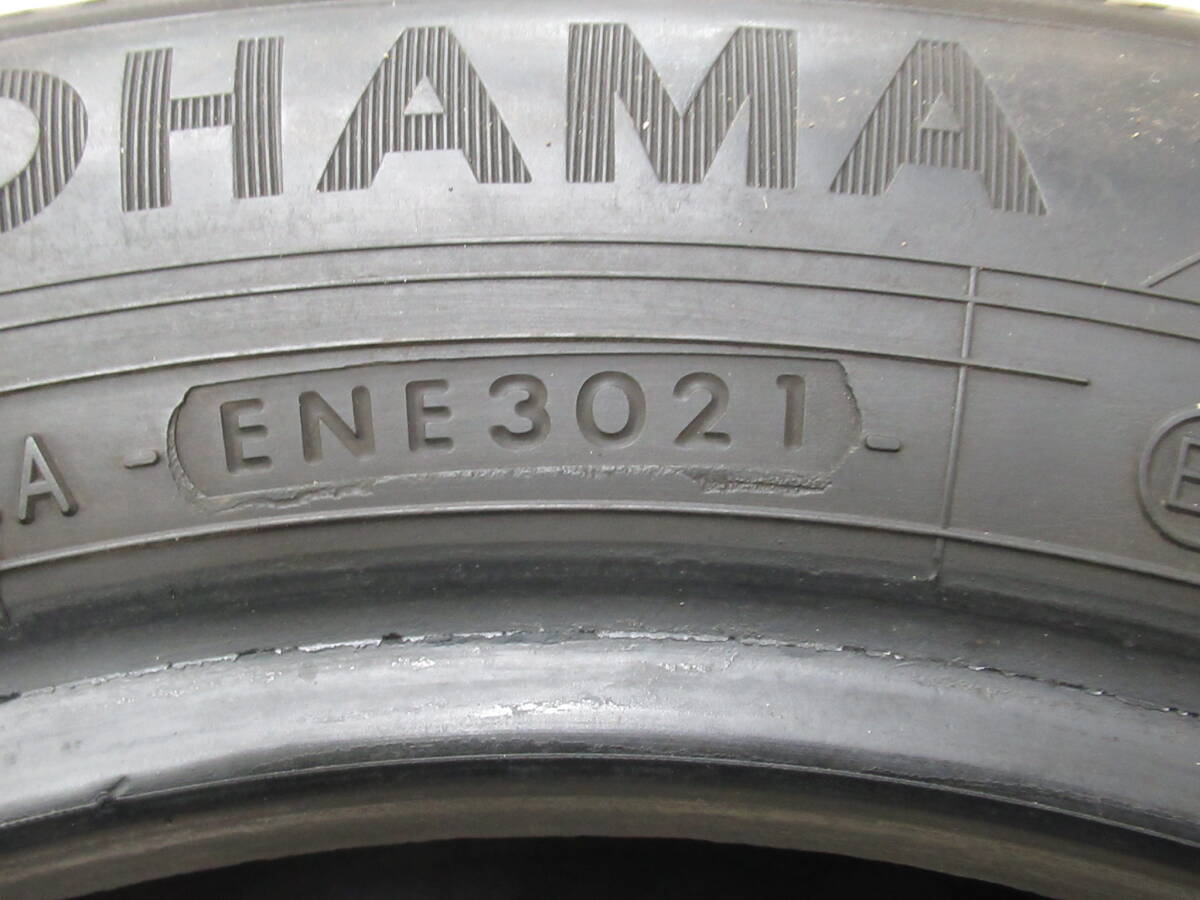 OHAMA
A - ENE3021 -
E